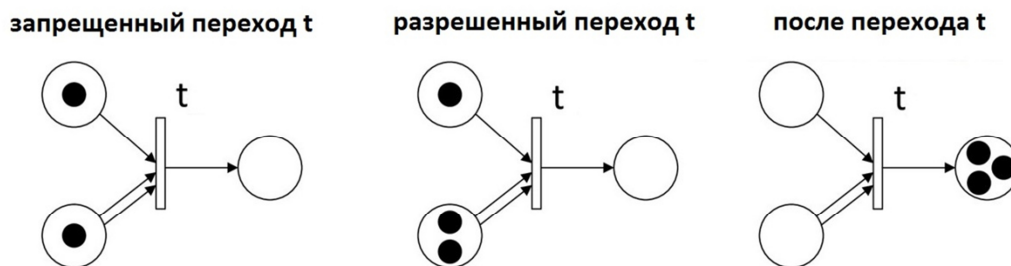 запрещенный переход t
разрешенный переход t
после перехода t
t
t
t